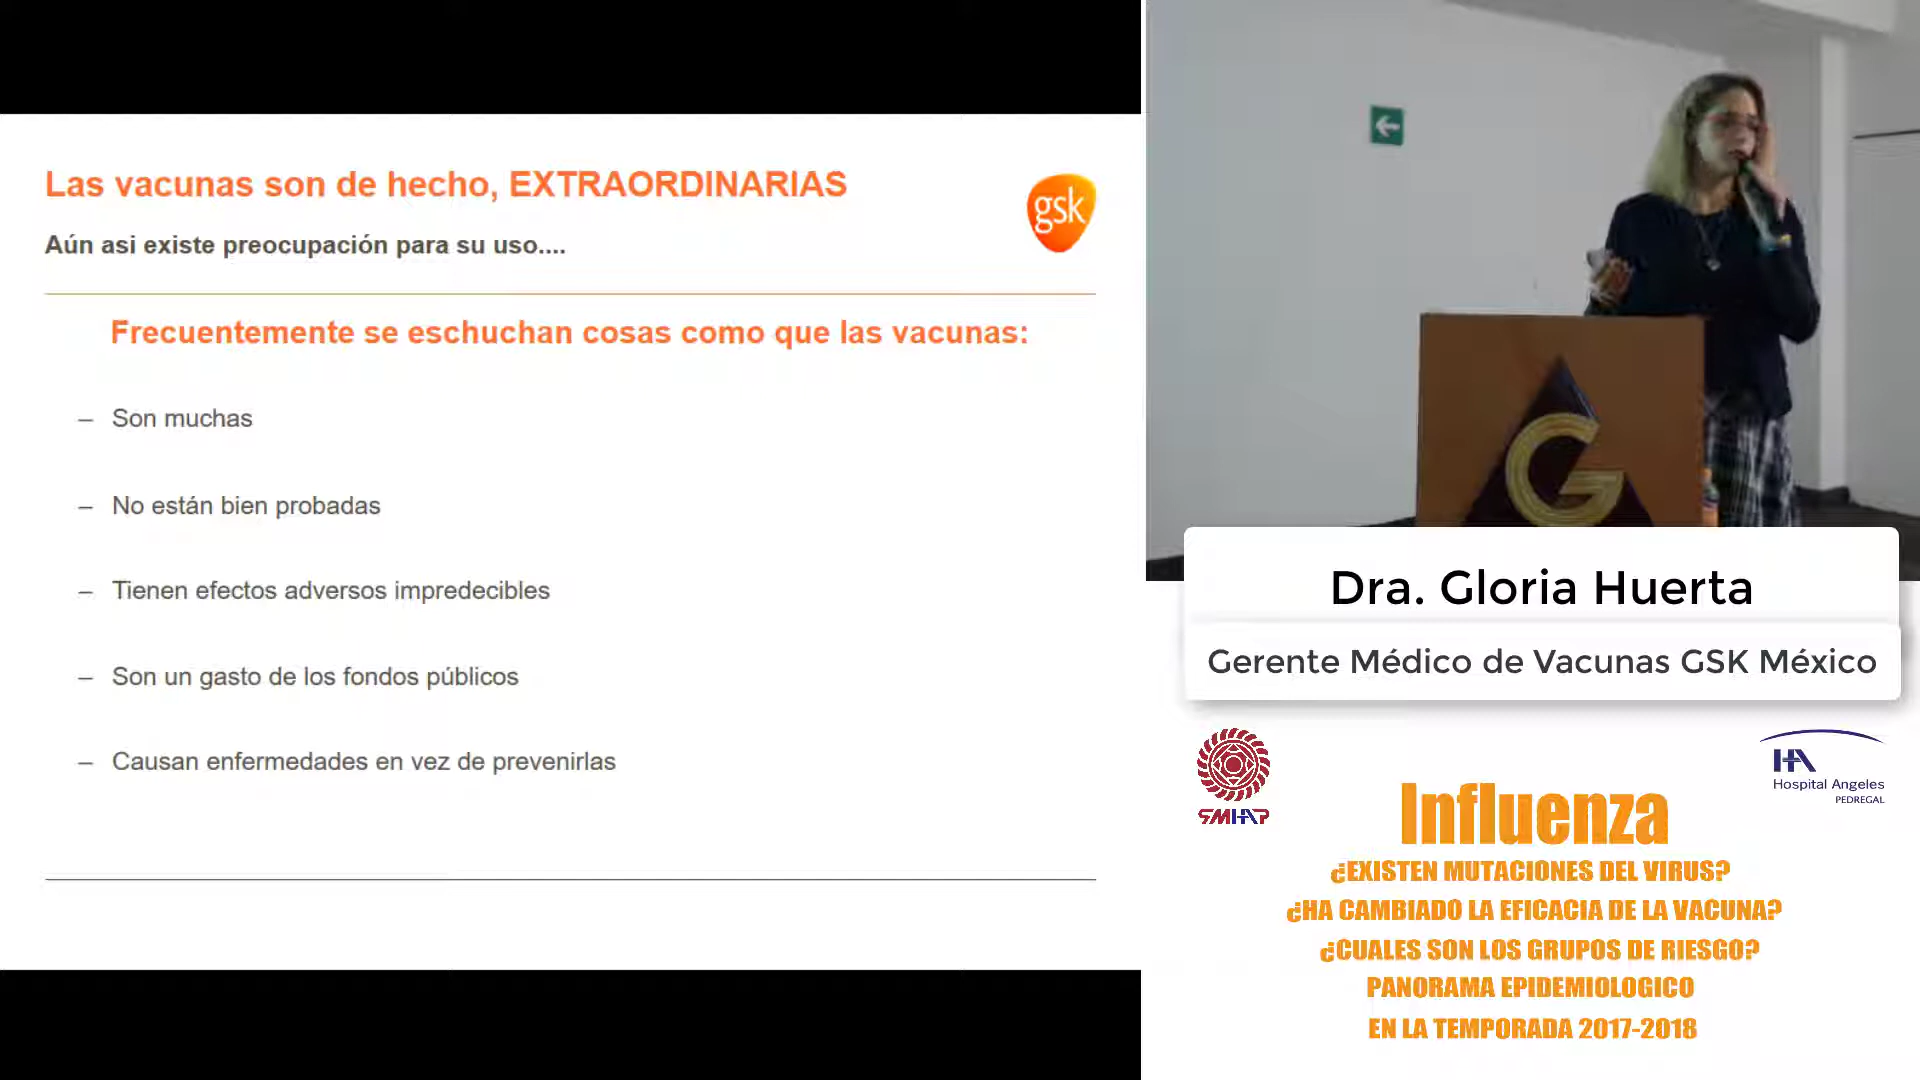 Las vacunas son de hecho, EXTRAORDINARIAS
Aún asi existe preocupación para su uso....
gsk
Frecuentemente se eschuchan cosas como que las vacunas:
– Son muchas
– No están bien probadas
– Tienen efectos adversos impredecibles
– Son un gasto de los fondos públicos
– Causan enfermedades en vez de prevenirlas
G
Dra. Gloria Huerta
Gerente Médico de Vacunas GSK México
SMHAP
HA
Hospital Angeles
PEDREGAL
Influenza
¿EXISTEN MUTACIONES DEL VIRUS?
¿HA CAMBIADO LA EFICACIA DE LA VACUNA?
¿CUALES SON LOS GRUPOS DE RIESGO?
PANORAMA EPIDEMIOLOGICO
EN LA TEMPORADA 2017-2018